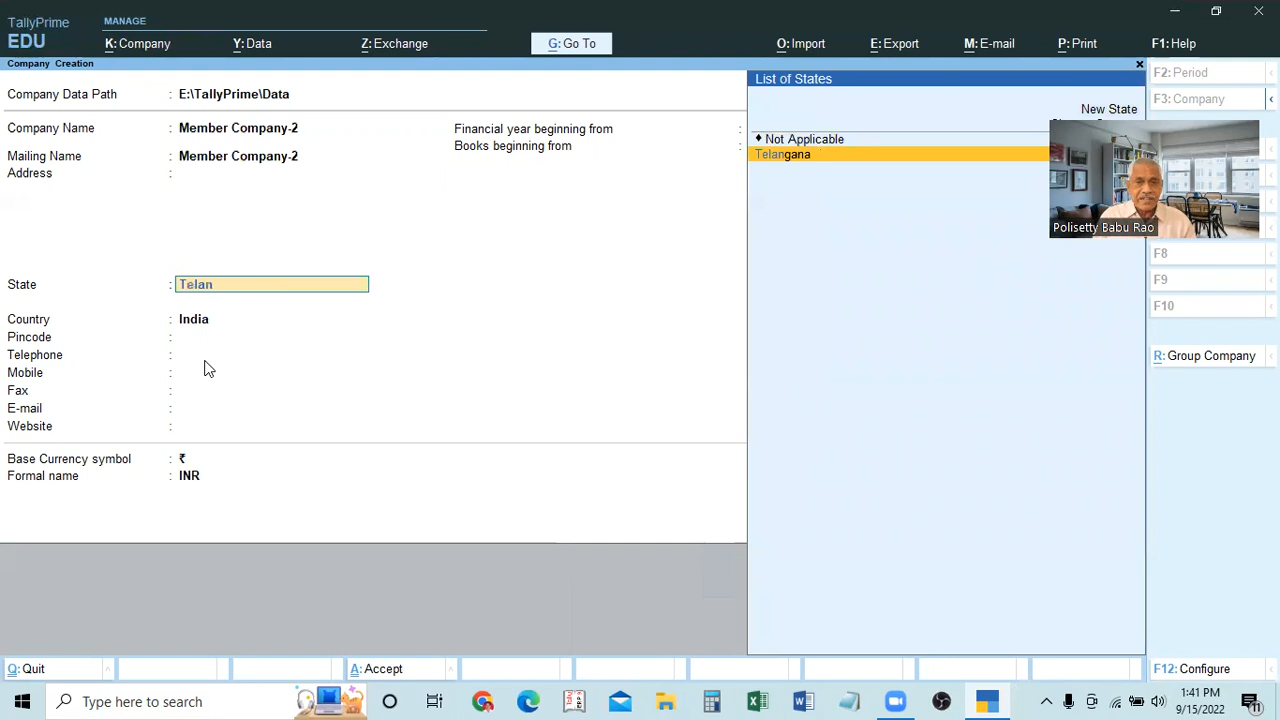 TallyPrime
EDU
MANAGE
K: Company
Y: Data
Z: Exchange
G: Go To
O: Import
E: Export
M: E-mail
P: Print
F1: Help
Company Creation
Company Data Path : E:\TallyPrime\Data
Company Name : Member Company-2
Mailing Name : Member Company-2
Address :
Financial year beginning from :
Books beginning from :
State : Telan
Country : India
Pincode :
Telephone :
Mobile :
Fax :
E-mail :
Website :
Base Currency symbol : ₹
Formal name : INR
List of States
New State
♦ Not Applicable
Telangana
Polisetty Babu Rao
F2: Period
F3: Company
F8
F9
F10
R: Group Company
Q: Quit
A: Accept
F12: Configure
Type here to search
1:41 PM
9/15/2022